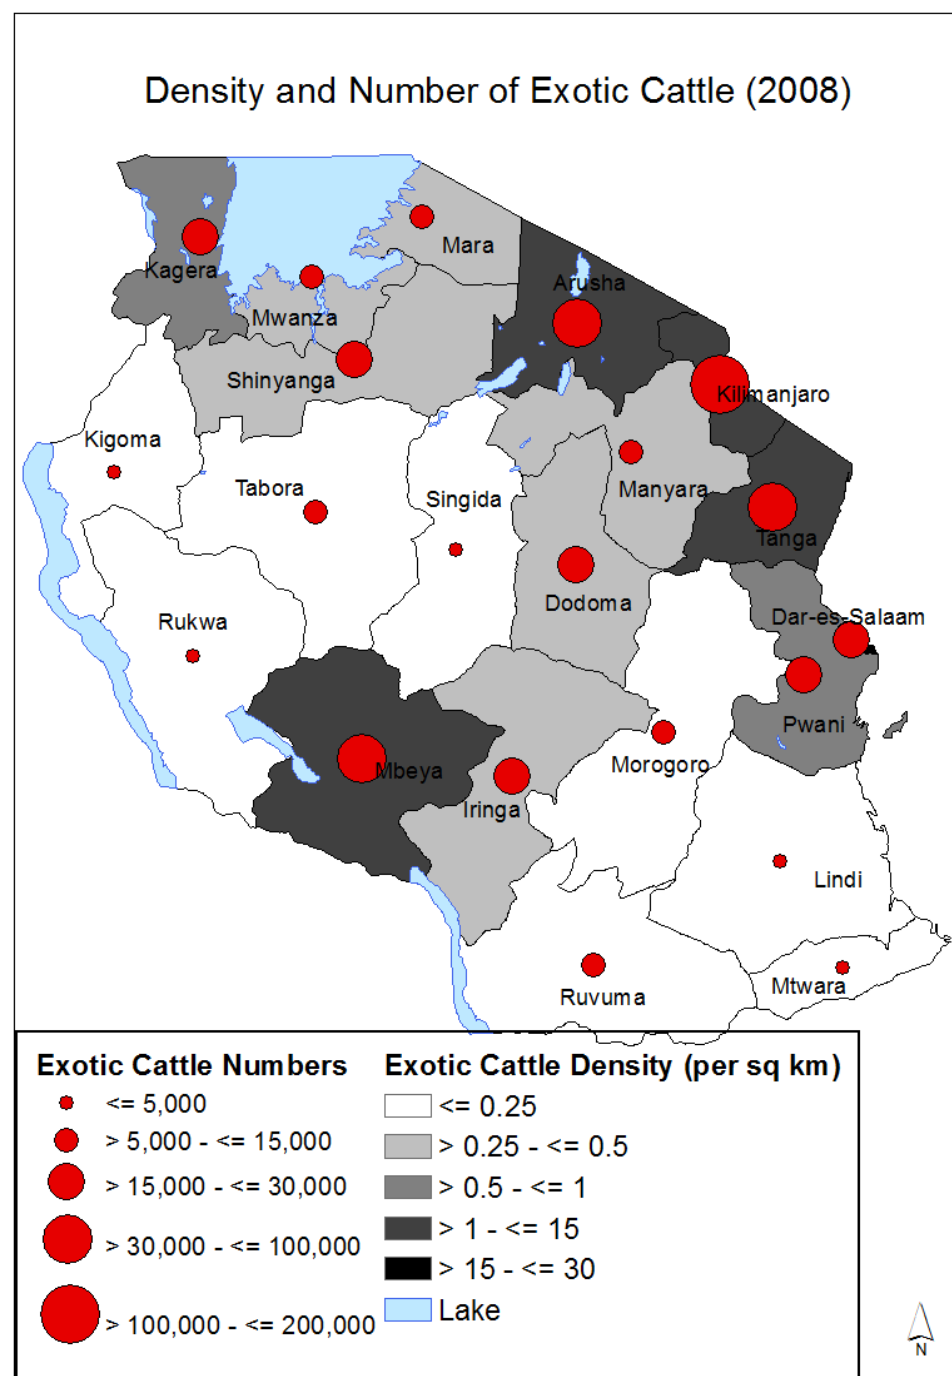 Density and Number of Exotic Cattle (2008)
Mara
Kagera
Arusha
Mwanza
Shinyanga
Kilimanjaro
Kigoma
Tabora
Singida
Manyara
Tanga
Dodoma
Rukwa
Dar-es-Salaam
Pwani
Mbeya
Morogoro
Iringa
Lindi
Mtwara
Ruvuma
Exotic Cattle Numbers
<= 5,000
> 5,000 - <= 15,000
> 15,000 - <= 30,000
> 30,000 - <= 100,000
> 100,000 - <= 200,000
Exotic Cattle Density (per sq km)
<= 0.25
> 0.25 - <= 0.5
> 0.5 - <= 1
> 1 - <= 15
> 15 - <= 30
Lake
N